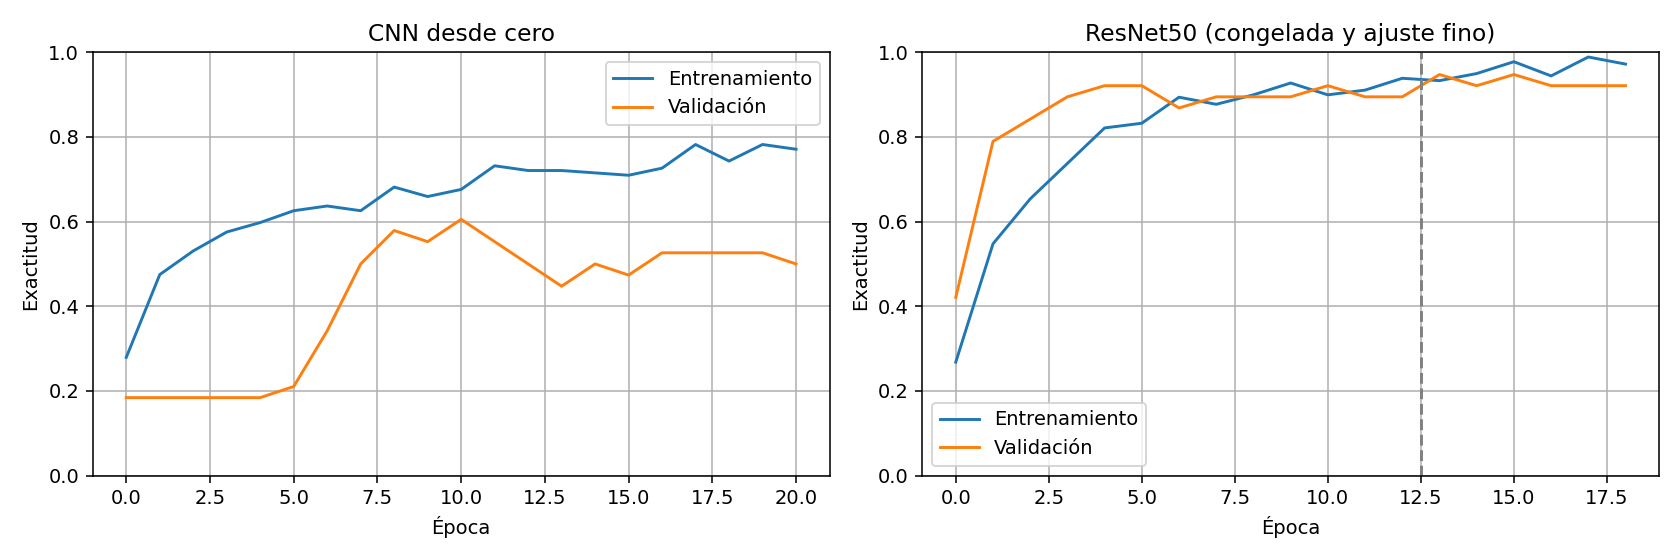 CNN desde cero
1.0
0.8
0.6
0.4
0.2
0.0
Exactitud
Entrenamiento
Validación
0.0 2.5 5.0 7.5 10.0 12.5 15.0 17.5 20.0
Época
ResNet50 (congelada y ajuste fino)
1.0
0.8
0.6
0.4
0.2
0.0
Exactitud
Entrenamiento
Validación
0.0 2.5 5.0 7.5 10.0 12.5 15.0 17.5
Época